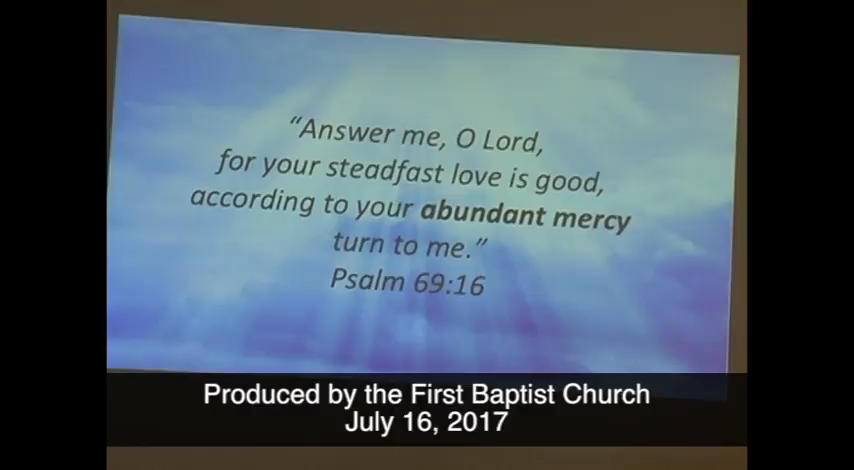 “Answer me, O Lord,
for your steadfast love is good,
according to your abundant mercy
turn to me.”
Psalm 69:16
Produced by the First Baptist Church
July 16, 2017